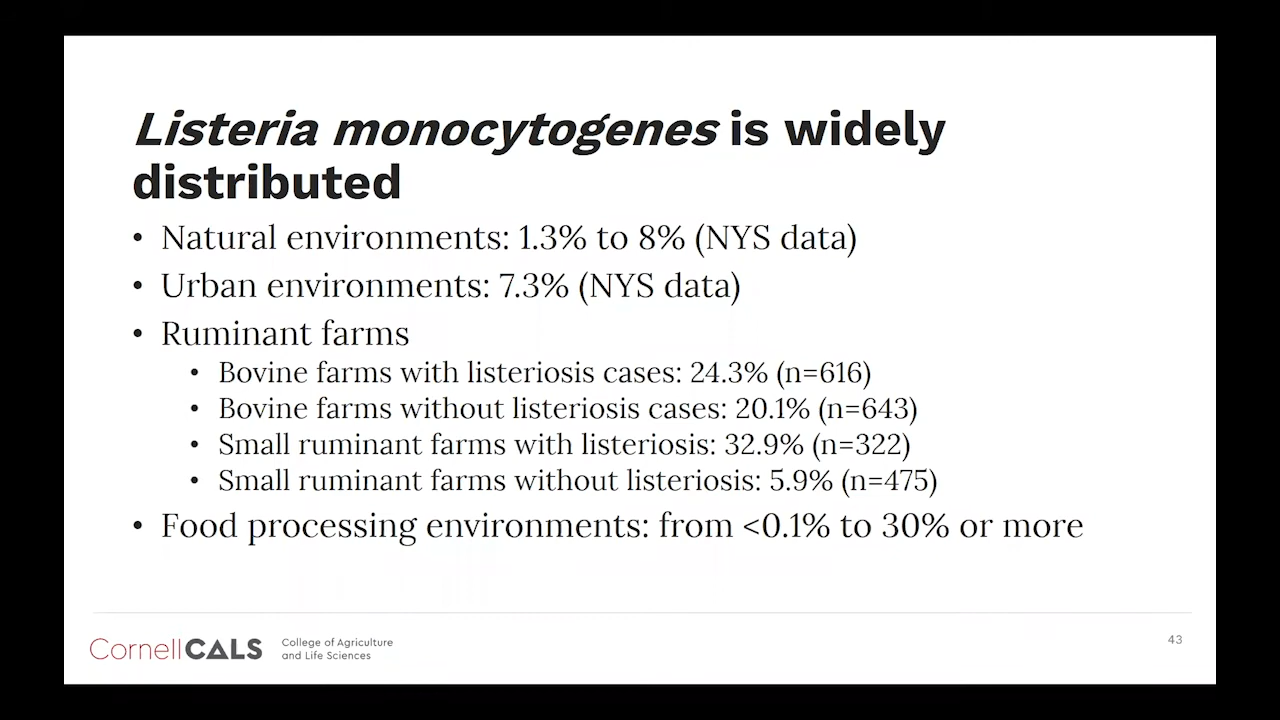 Listeria monocytogenes is widely
distributed
• Natural environments: 1.3% to 8% (NYS data)
• Urban environments: 7.3% (NYS data)
• Ruminant farms
• Bovine farms with listeriosis cases: 24.3% (n=616)
• Bovine farms without listeriosis cases: 20.1% (n=643)
• Small ruminant farms with listeriosis: 32.9% (n=322)
• Small ruminant farms without listeriosis: 5.9% (n=475)
• Food processing environments: from <0.1% to 30% or more
CornellCALS
College of Agriculture
and Life Sciences
43